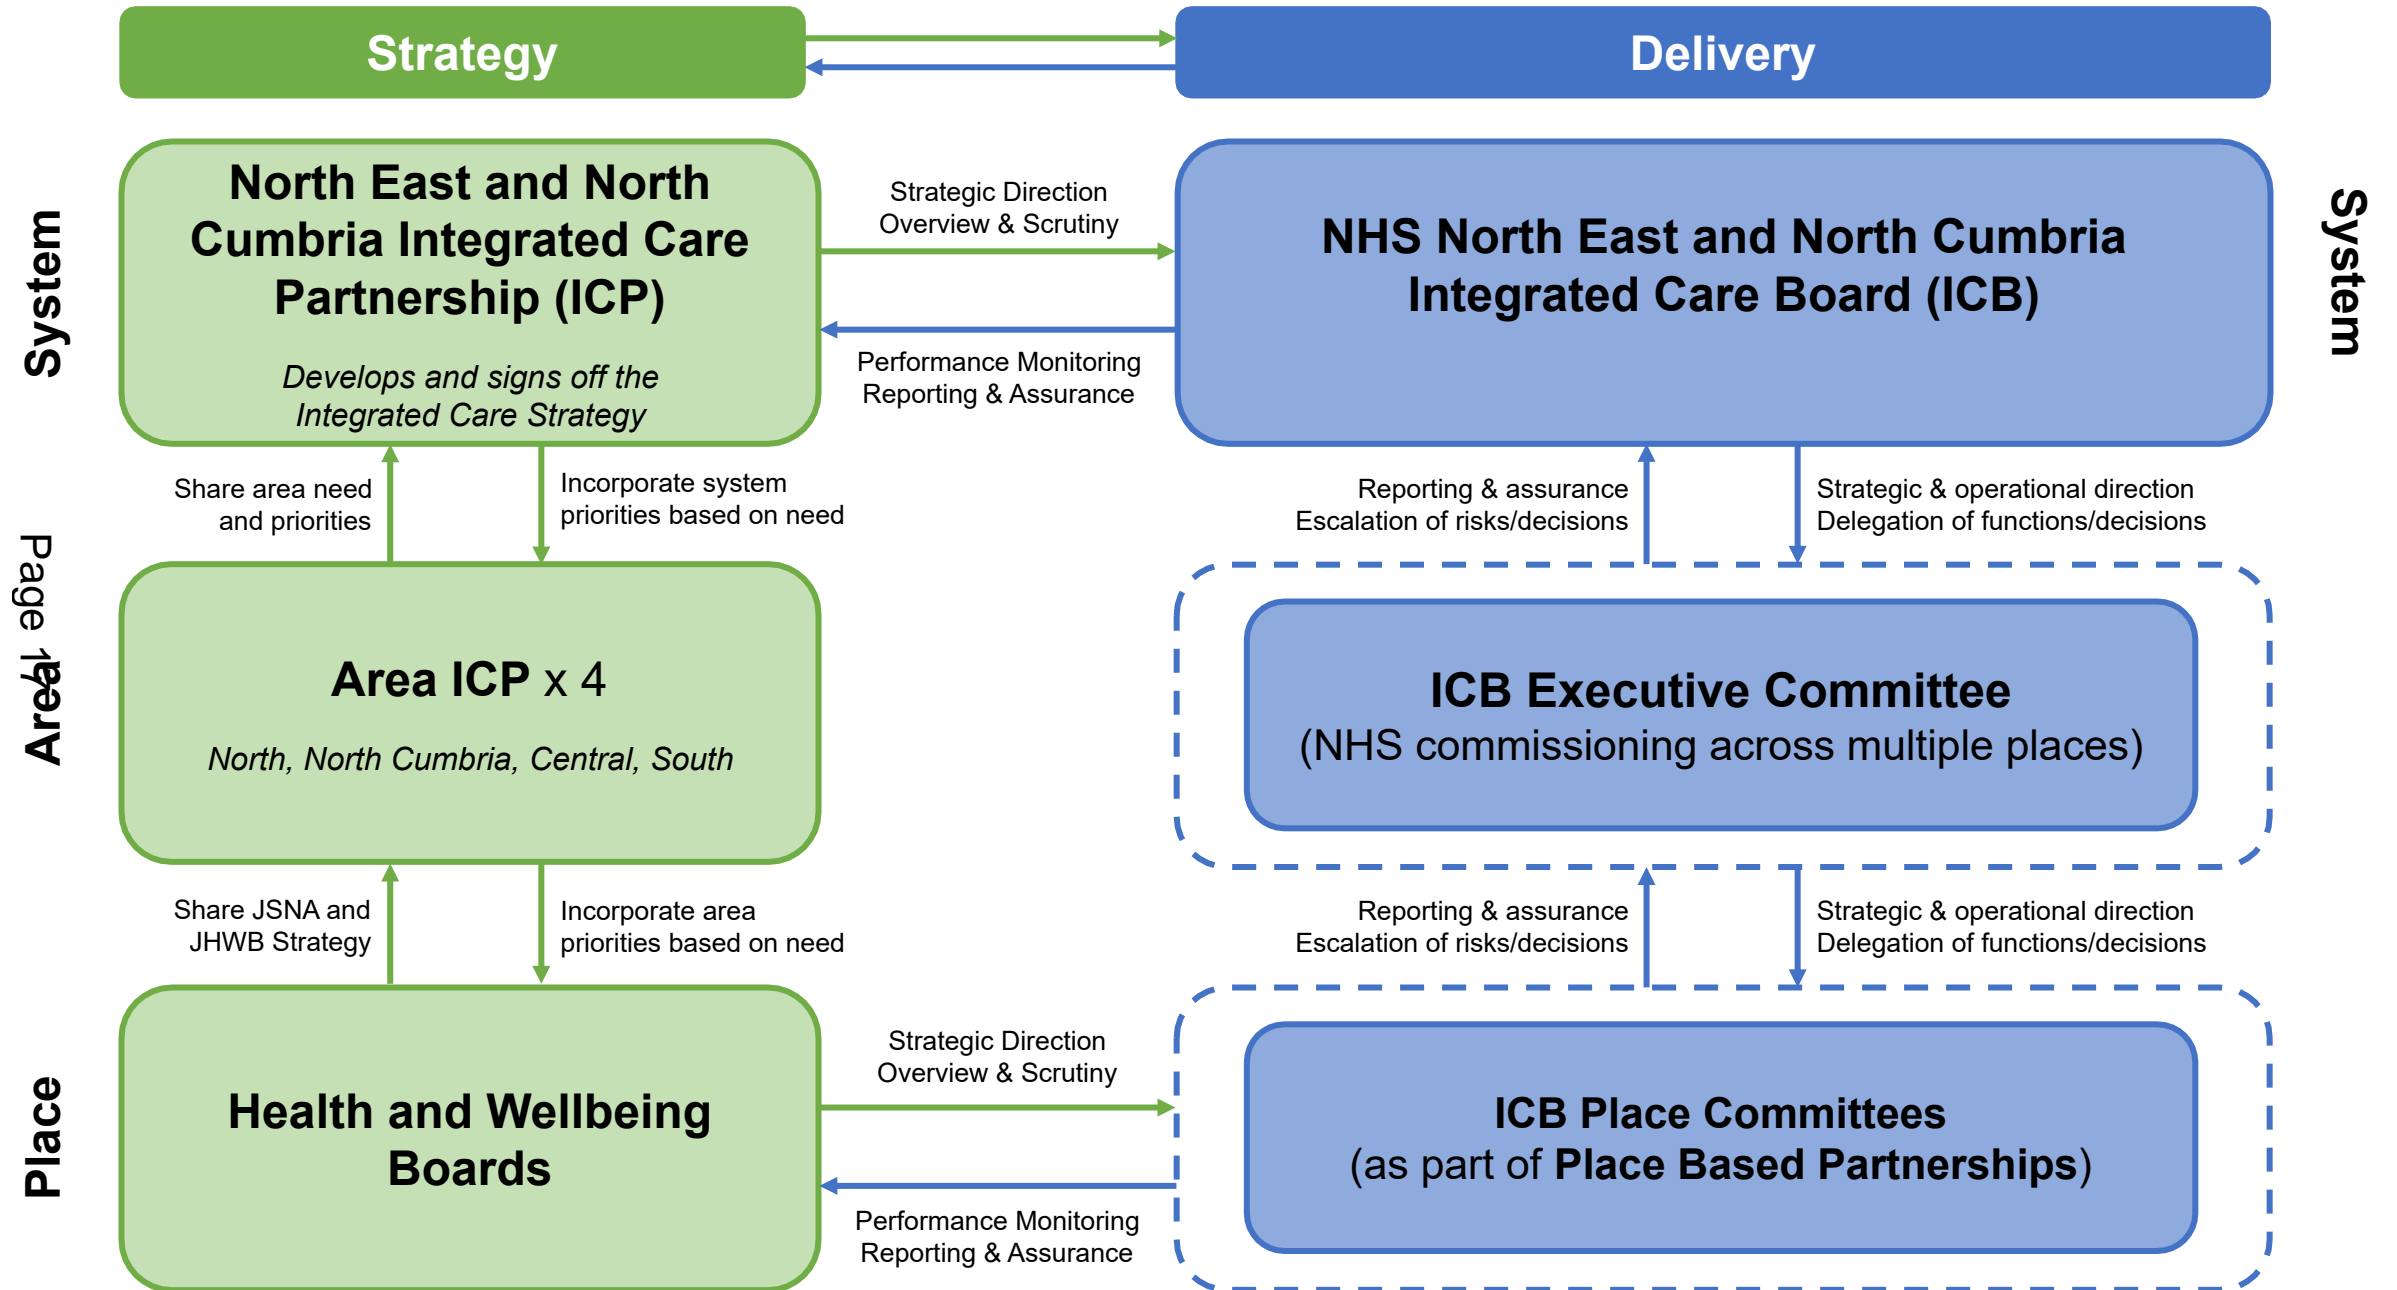 Strategy
Delivery
System
North East and North
Cumbria Integrated Care
Partnership (ICP)
Develops and signs off the
Integrated Care Strategy
Strategic Direction
Overview & Scrutiny
Performance Monitoring
Reporting & Assurance
NHS North East and North Cumbria
Integrated Care Board (ICB)
System
Share area need
and priorities
Incorporate system
priorities based on need
Reporting & assurance
Escalation of risks/decisions
Strategic & operational direction
Delegation of functions/decisions
Page 17
Area
Area ICP x 4
North, North Cumbria, Central, South
ICB Executive Committee
(NHS commissioning across multiple places)
Share JSNA and
JHWB Strategy
Incorporate area
priorities based on need
Reporting & assurance
Escalation of risks/decisions
Strategic & operational direction
Delegation of functions/decisions
Place
Health and Wellbeing
Boards
Strategic Direction
Overview & Scrutiny
Performance Monitoring
Reporting & Assurance
ICB Place Committees
(as part of Place Based Partnerships)